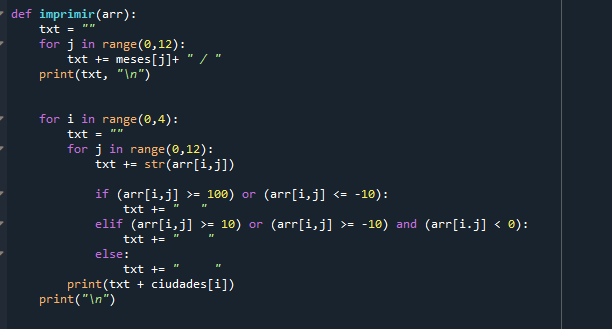 def imprimir(arr):
    txt = ""
    for j in range(0,12):
        txt += meses[j]+ " / "
    print(txt, "\n")
    for i in range(0,4):
        txt = ""
        for j in range(0,12):
            txt += str(arr[i,j])
            if (arr[i,j] >= 100) or (arr[i,j] <= -10):
                txt += "   "
            elif (arr[i,j] >= 10) or (arr[i,j] >= -10) and (arr[i.j] < 0):
                txt += "    "
            else:
                txt += "     "
        print(txt + ciudades[i])
    print("\n")